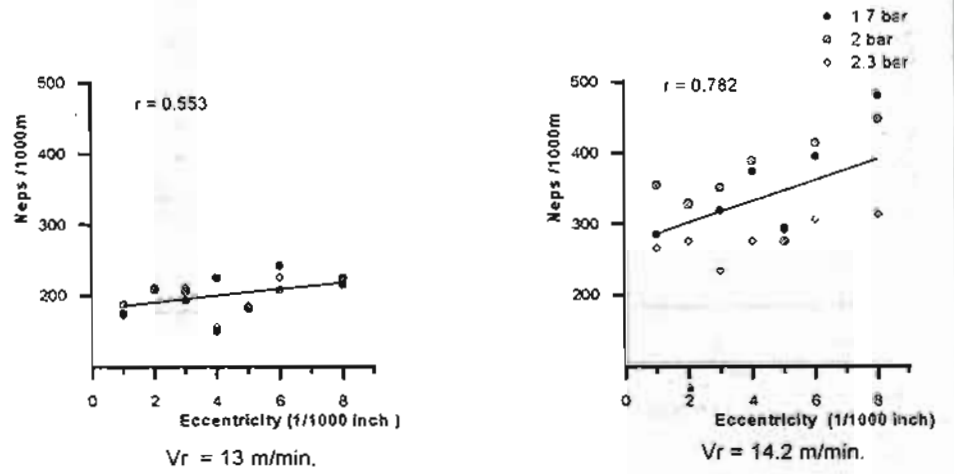 1.7 bar
2 bar
2.3 bar
r = 0.553
Neps /1000m
500
400
300
200
0 2 4 6 8
Eccentricity (1/1000 inch )
Vr = 13 m/min.
r = 0.782
Neps /1000m
500
400
300
200
0 2 4 6 8
Eccentricity (1/1000 inch)
Vr = 14.2 m/min.